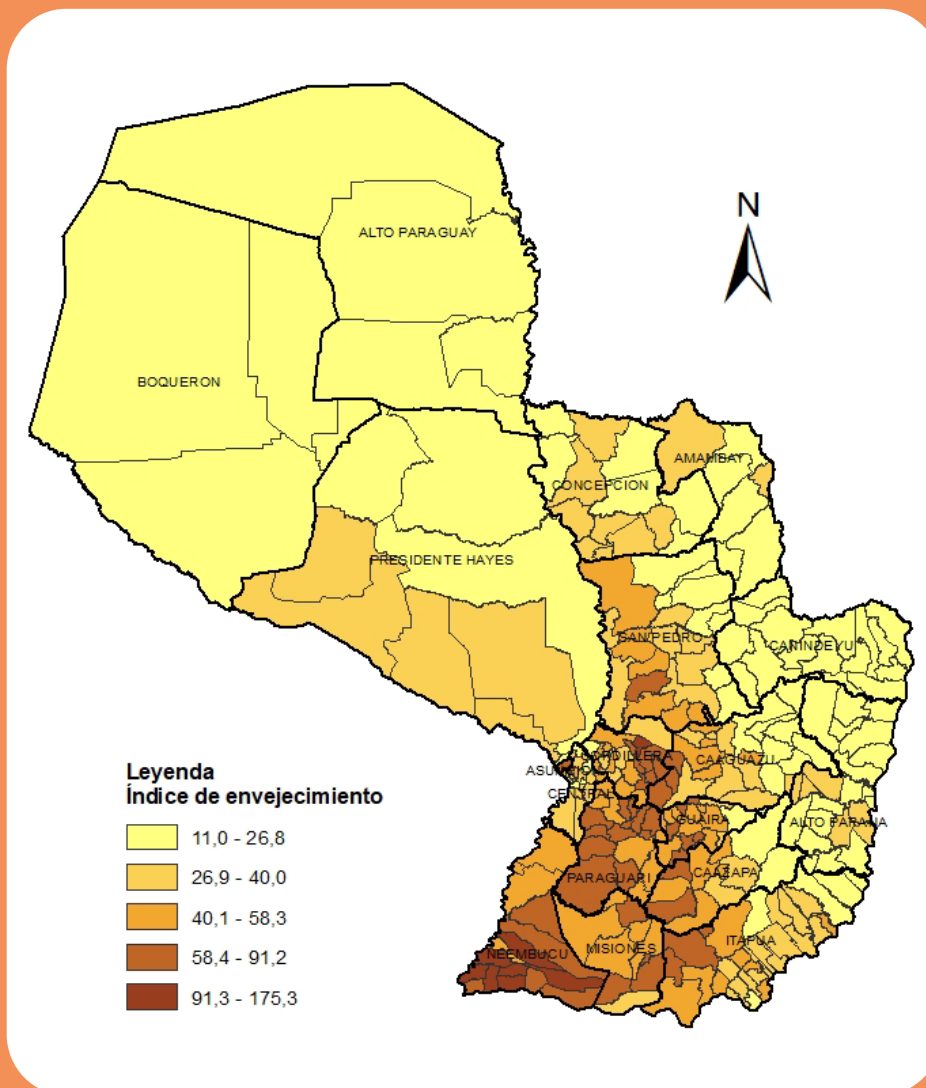 N
ALTO PARAGUAY
BOQUERON
AMAMBAY
CONCEPCION
PRESIDENTE HAYES
SAN PEDRO
CANINDEYU
CORDILLERA
CAAGUAZU
ASUNCION
CENTRAL
ALTO PARANA
GUAIRA
CAAZAPA
PARAGUARI
ITAPUA
MISIONES
ÑEEMBUCU
Leyenda
Índice de envejecimiento
11,0 - 26,8
26,9 - 40,0
40,1 - 58,3
58,4 - 91,2
91,3 - 175,3